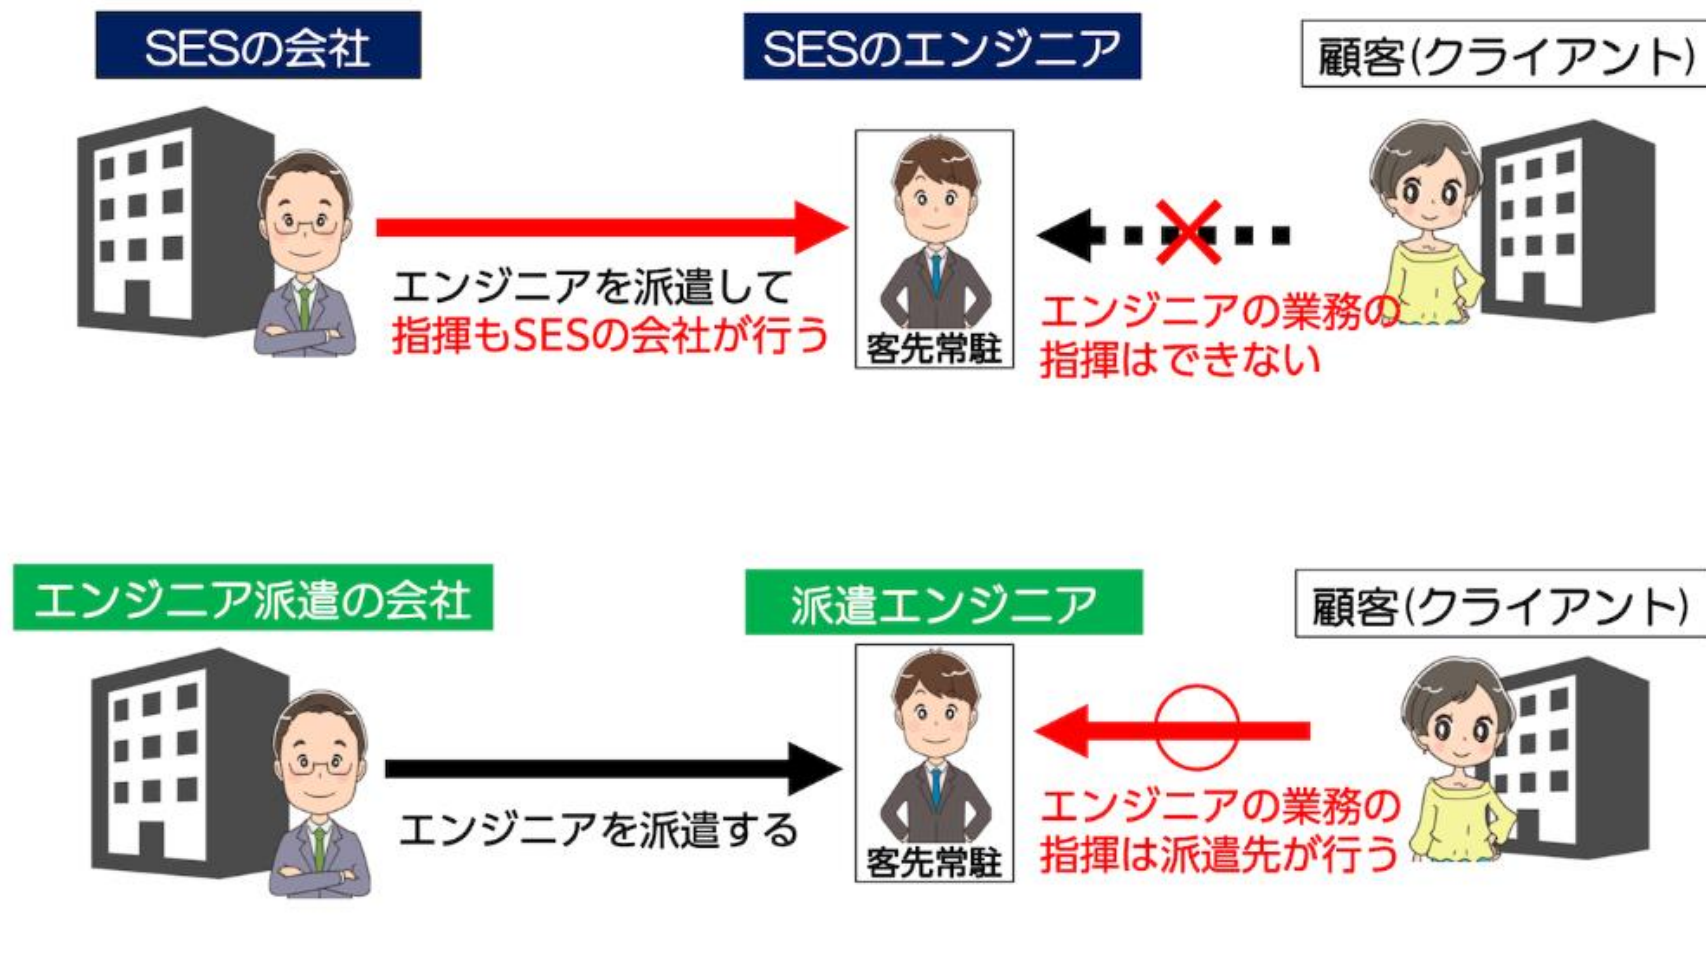 SESの会社
SESのエンジニア
顧客(クライアント)
エンジニアを派遣して
指揮もSESの会社が行う
客先常駐
エンジニアの業務の
指揮はできない
エンジニア派遣の会社
派遣エンジニア
顧客(クライアント)
エンジニアを派遣する
客先常駐
エンジニアの業務の
指揮は派遣先が行う